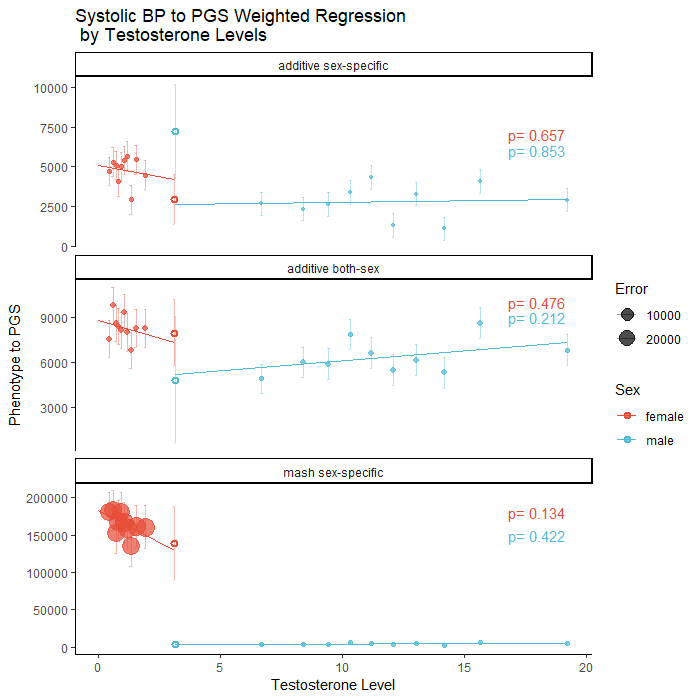 Systolic BP to PGS Weighted Regression
by Testosterone Levels
additive sex-specific
10000
7500
5000
2500
0
p= 0.657
p= 0.853
additive both-sex
9000
6000
3000
p= 0.476
p= 0.212
mash sex-specific
200000
150000
100000
50000
0
p= 0.134
p= 0.422
0
5
10
15
20
Testosterone Level
Phenotype to PGS
Error
10000
20000
Sex
female
male